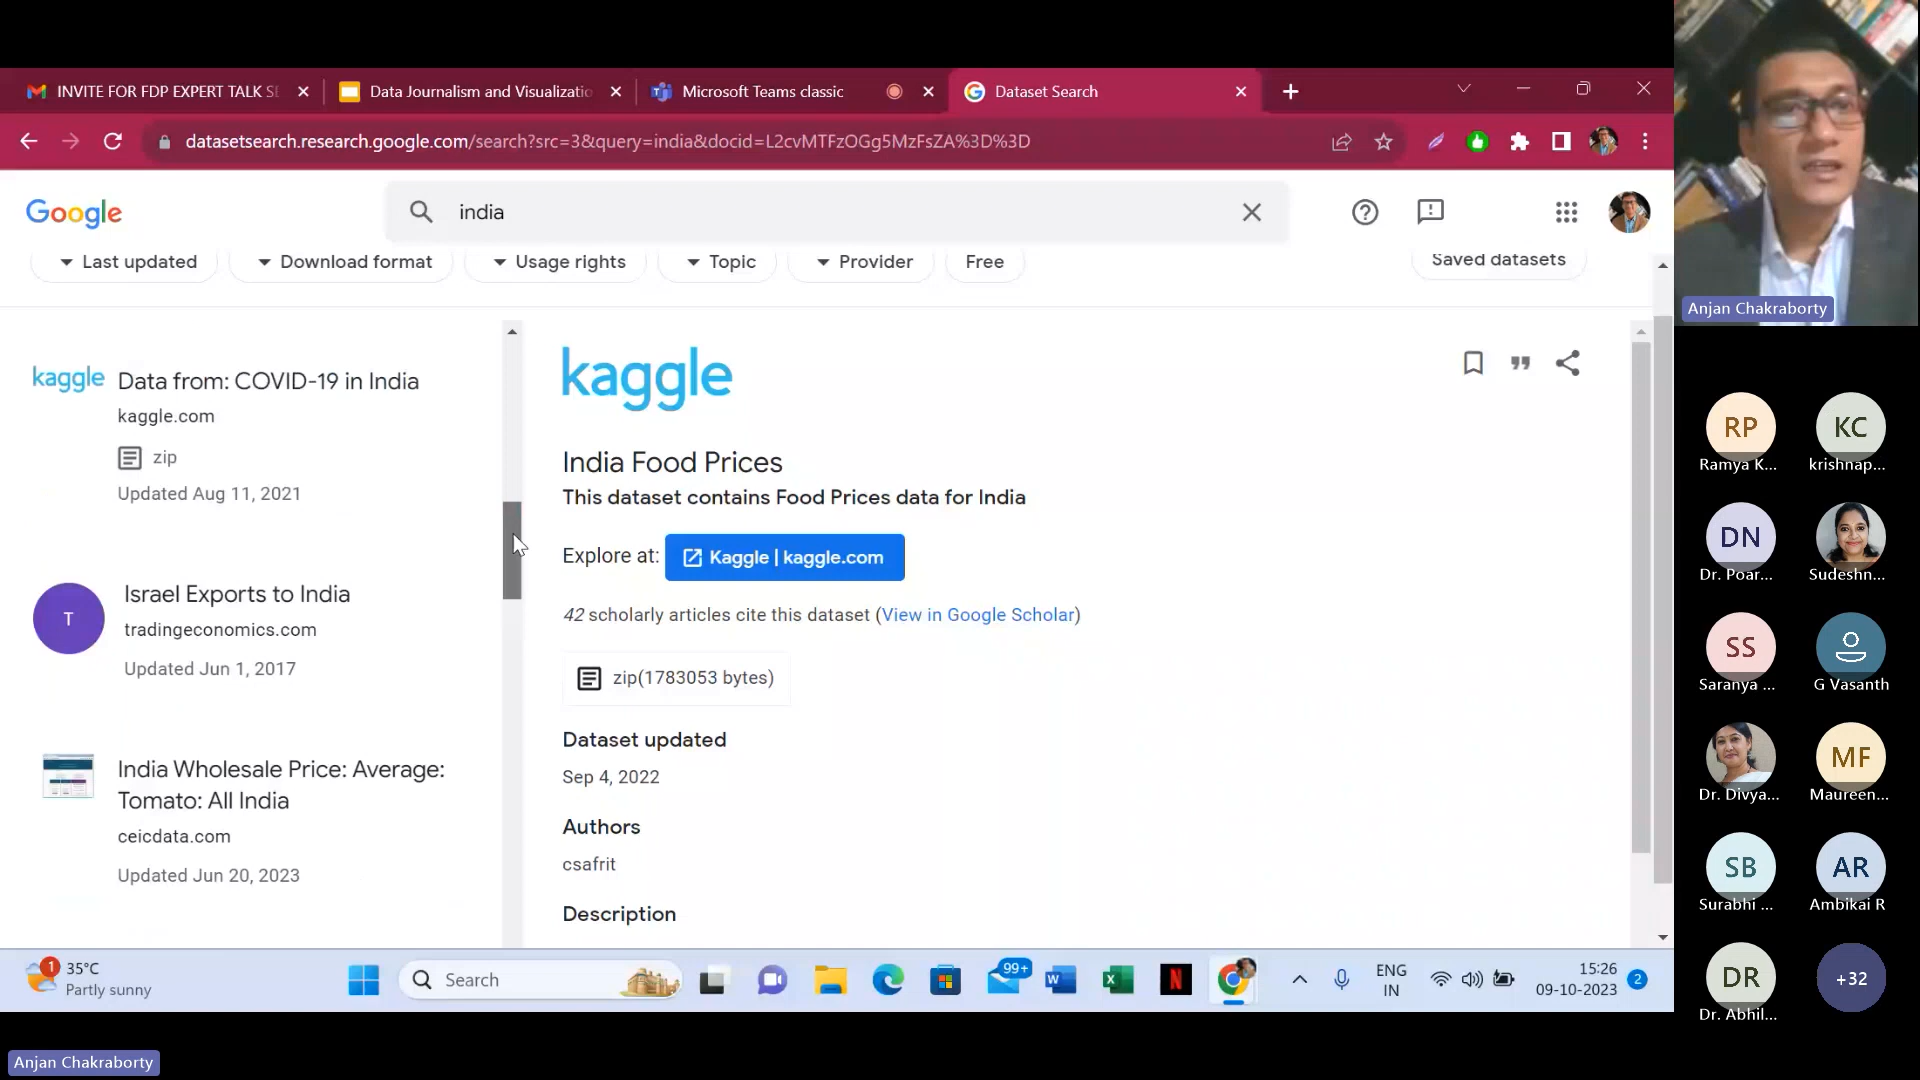 INVITE FOR FDP EXPERT TALK SE
Data Journalism and Visualizatio
Microsoft Teams classic
Dataset Search
datasetsearch.research.google.com/search?src=3&query=india&docid=L2cvMTFzOGg5MzFsZA%3D%3D
Google
india
Last updated
Download format
Usage rights
Topic
Provider
Free
Saved datasets
kaggle
Data from: COVID-19 in India
kaggle.com
zip
Updated Aug 11, 2021
T
Israel Exports to India
tradingeconomics.com
Updated Jun 1, 2017
India Wholesale Price: Average:
Tomato: All India
ceicdata.com
Updated Jun 20, 2023
kaggle
India Food Prices
This dataset contains Food Prices data for India
Explore at: Kaggle | kaggle.com
42 scholarly articles cite this dataset (View in Google Scholar)
zip(1783053 bytes)
Dataset updated
Sep 4, 2022
Authors
csafrit
Description
1
35°C
Partly sunny
Search
99+
ENG
IN
15:26
09-10-2023
2
Anjan Chakraborty
RP
Ramya K...
KC
krishnap...
DN
Dr. Poar...
Sudeshn...
SS
Saranya ...
G Vasanth
Dr. Divya...
MF
Maureen...
SB
Surabhi ...
AR
Ambikai R
DR
Dr. Abhil...
+32
Anjan Chakraborty